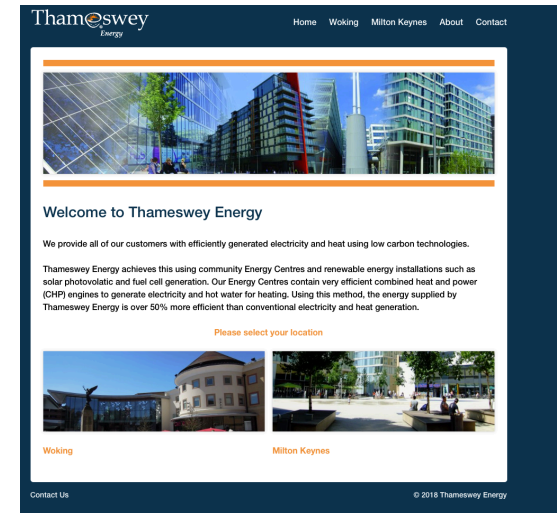 Thameswey
Energy
Home Woking Milton Keynes About Contact
Welcome to Thameswey Energy
We provide all of our customers with efficiently generated electricity and heat using low carbon technologies.
Thameswey Energy achieves this using community Energy Centres and renewable energy installations such as
solar photovolatic and fuel cell generation. Our Energy Centres contain very efficient combined heat and power
(CHP) engines to generate electricity and hot water for heating. Using this method, the energy supplied by
Thameswey Energy is over 50% more efficient than conventional electricity and heat generation.
Please select your location
Woking Milton Keynes
Contact Us © 2018 Thameswey Energy